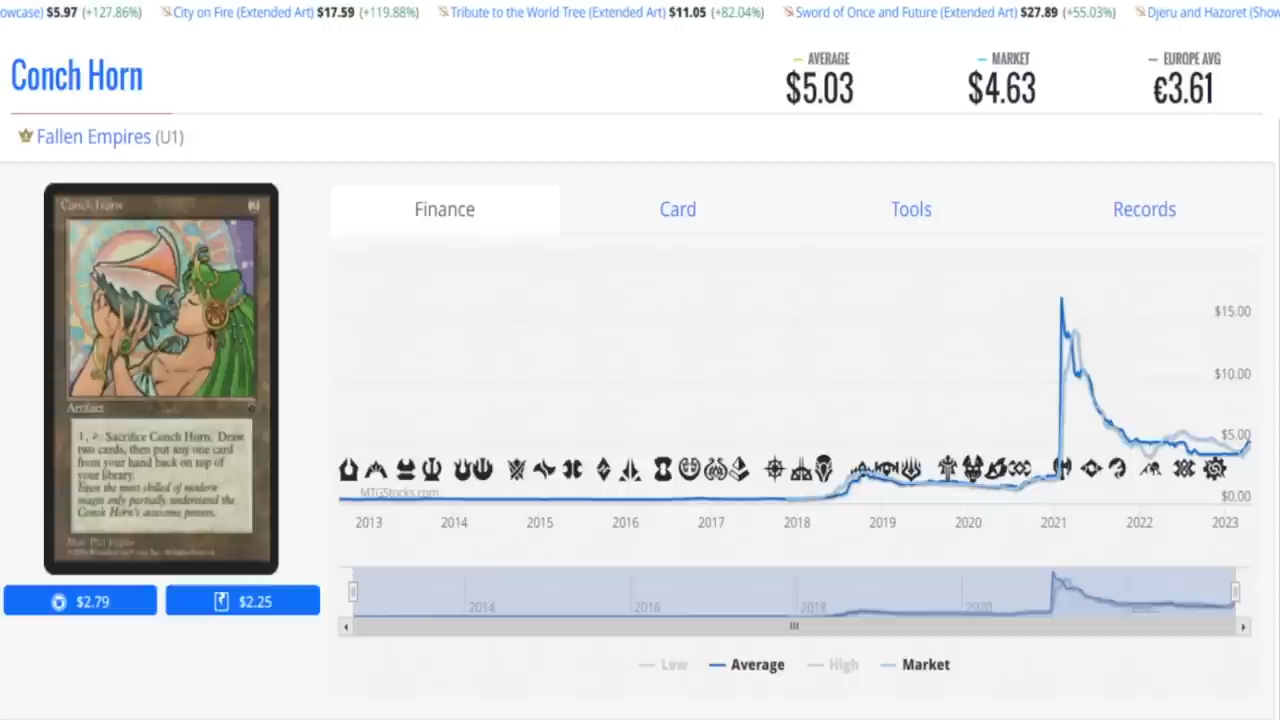 owcase) $5.97 (+127.86%) City on Fire (Extended Art) $17.59 (+119.88%) Tribute to the World Tree (Extended Art) $11.05 (+82.04%) Sword of Once and Future (Extended Art) $27.89 (+55.03%) Djeru and Hazoret (Show
Conch Horn
AVERAGE
$5.03
MARKET
$4.63
EUROPE AVG
€3.61
Fallen Empires (U1)
Finance Card Tools Records
Conch Horn
Artifact
1, : Sacrifice Conch Horn. Draw
two cards, then put any one card
from your hand back on top of
your library.
Even the most skilled of modern
magi only partially understand the
Conch Horn's awesome powers.
$15.00
$10.00
$5.00
$0.00
MTGStocks.com
2013 2014 2015 2016 2017 2018 2019 2020 2021 2022 2023
2014 2016 2018 2020 2022
$2.79 $2.25
Low Average High Market